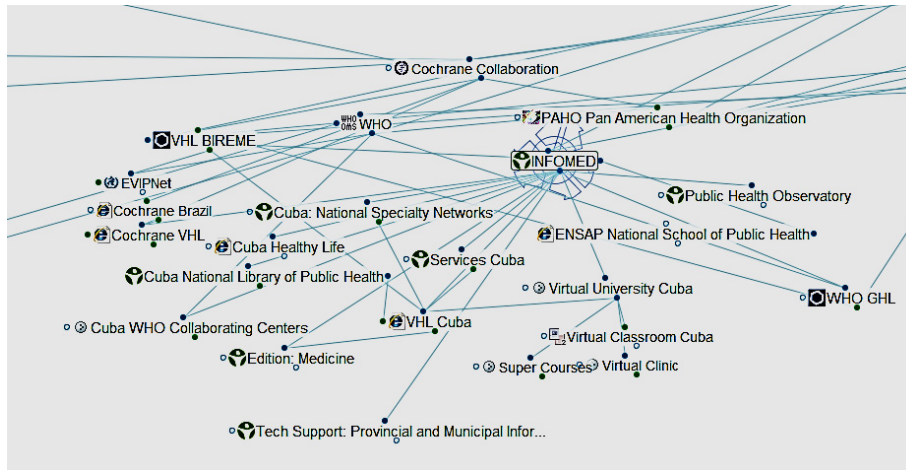 Cochrane Collaboration
PAHO Pan American Health Organization
WHO OMS WHO
VHL BIREME
INFOMED
EVIPNet
Public Health Observatory
Cochrane Brazil
Cuba: National Specialty Networks
Cochrane VHL
ENSAP National School of Public Health
Cuba Healthy Life
Services Cuba
Cuba National Library of Public Health
Virtual University Cuba
WHO GHL
Cuba WHO Collaborating Centers
VHL Cuba
Virtual Classroom Cuba
Edition: Medicine
Super Courses
Virtual Clinic
Tech Support: Provincial and Municipal Infor...